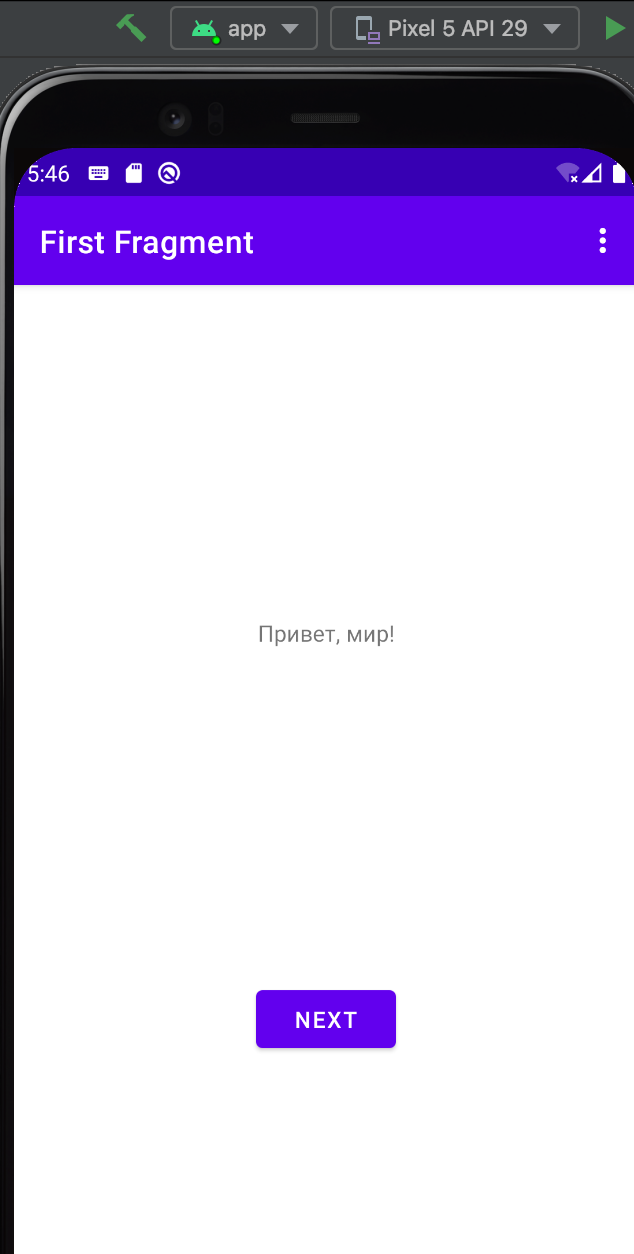 app
Pixel 5 API 29
5:46
First Fragment
Привет, мир!
NEXT